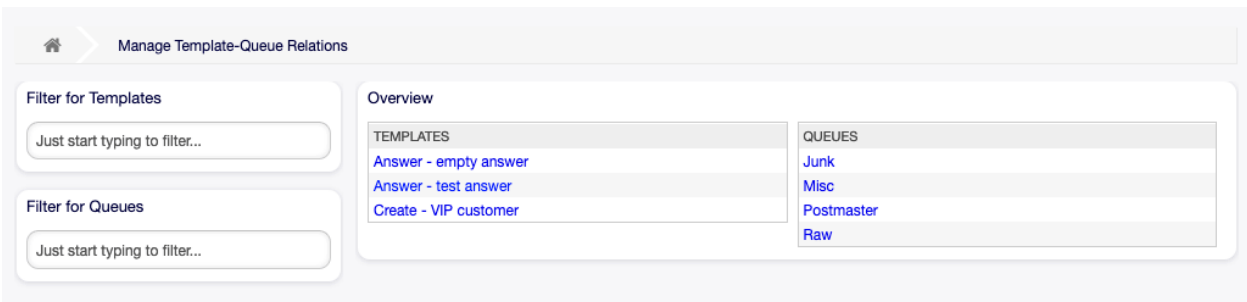 Manage Template-Queue Relations
Filter for Templates
Just start typing to filter...
Filter for Queues
Just start typing to filter...
Overview
TEMPLATES
Answer - empty answer
Answer - test answer
Create - VIP customer
QUEUES
Junk
Misc
Postmaster
Raw